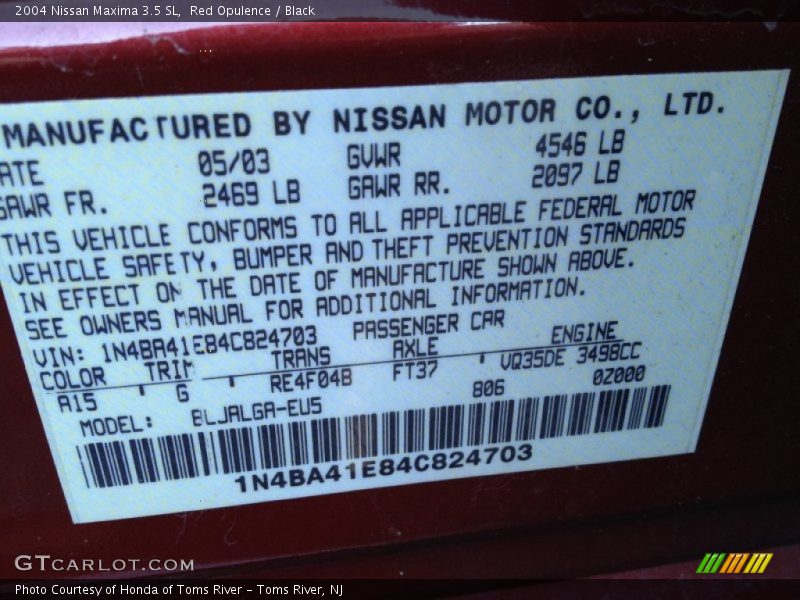 2004 Nissan Maxima 3.5 SL, Red Opulence / Black
MANUFACTURED BY NISSAN MOTOR CO., LTD.
ATE 05/03 GVWR 4546 LB
GAWR FR. 2469 LB GAWR RR. 2097 LB
THIS VEHICLE CONFORMS TO ALL APPLICABLE FEDERAL MOTOR
VEHICLE SAFETY, BUMPER AND THEFT PREVENTION STANDARDS
IN EFFECT ON THE DATE OF MANUFACTURE SHOWN ABOVE.
SEE OWNERS MANUAL FOR ADDITIONAL INFORMATION.
VIN: 1N4BA41E84C824703 PASSENGER CAR
COLOR TRIM TRANS AXLE ENGINE
A15 G RE4F04B FT37 VQ35DE 3498CC
MODEL: BLJALGA-EU5 806 0Z000
1N4BA41E84C824703
GTCARLOT.COM
Photo Courtesy of Honda of Toms River – Toms River, NJ